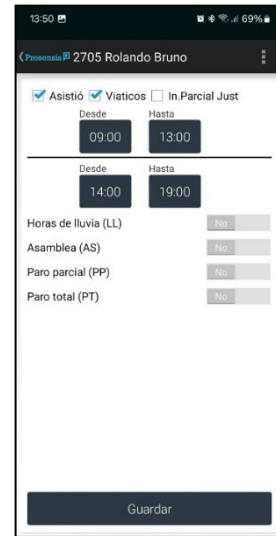 13:50 69%
Presensis 2705 Rolando Bruno
Asistió Viaticos In.Parcial Just
Desde Hasta
09:00 13:00
Desde Hasta
14:00 19:00
Horas de lluvia (LL) No
Asamblea (AS) No
Paro parcial (PP) No
Paro total (PT) No
Guardar